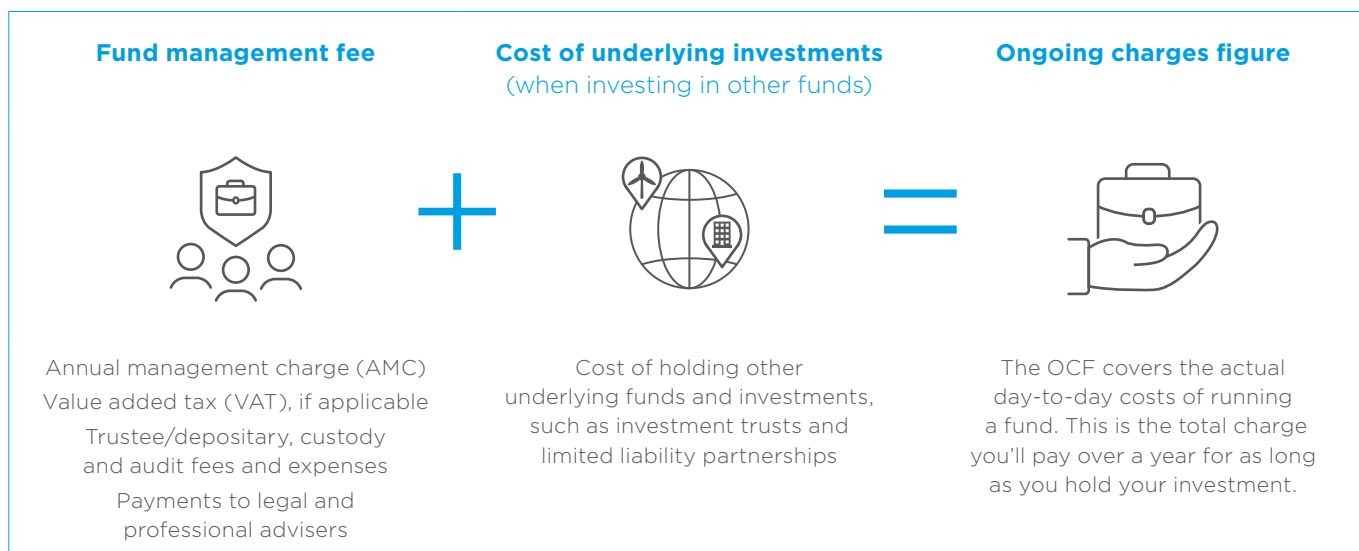 Fund management fee
Annual management charge (AMC)
Value added tax (VAT), if applicable
Trustee/depositary, custody
and audit fees and expenses
Payments to legal and
professional advisers
Cost of underlying investments
(when investing in other funds)
Cost of holding other
underlying funds and investments,
such as investment trusts and
limited liability partnerships
Ongoing charges figure
The OCF covers the actual
day-to-day costs of running
a fund. This is the total charge
you'll pay over a year for as long
as you hold your investment.